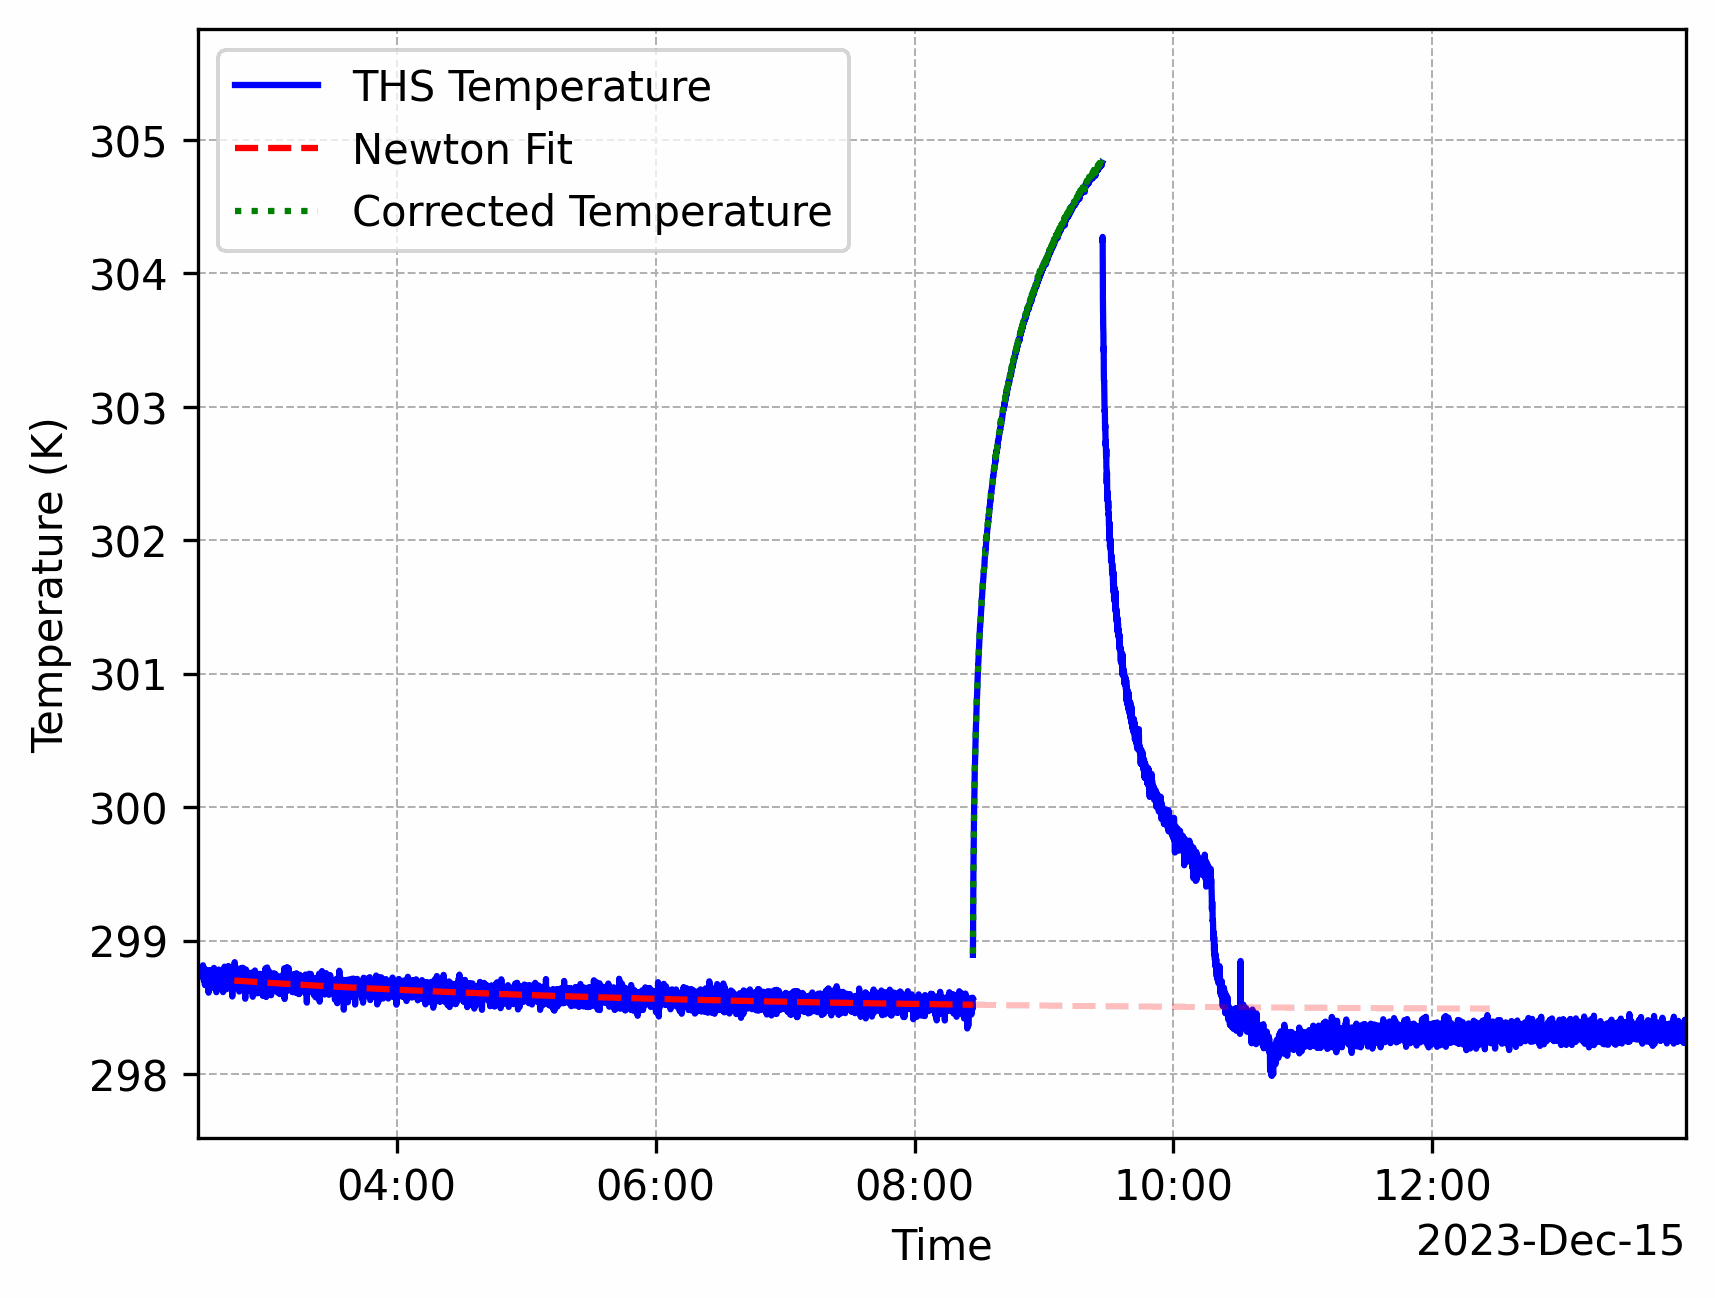 THS Temperature
Newton Fit
Corrected Temperature
305
304
303
302
301
300
299
298
Temperature (K)
04:00 06:00 08:00 10:00 12:00
Time
2023-Dec-15